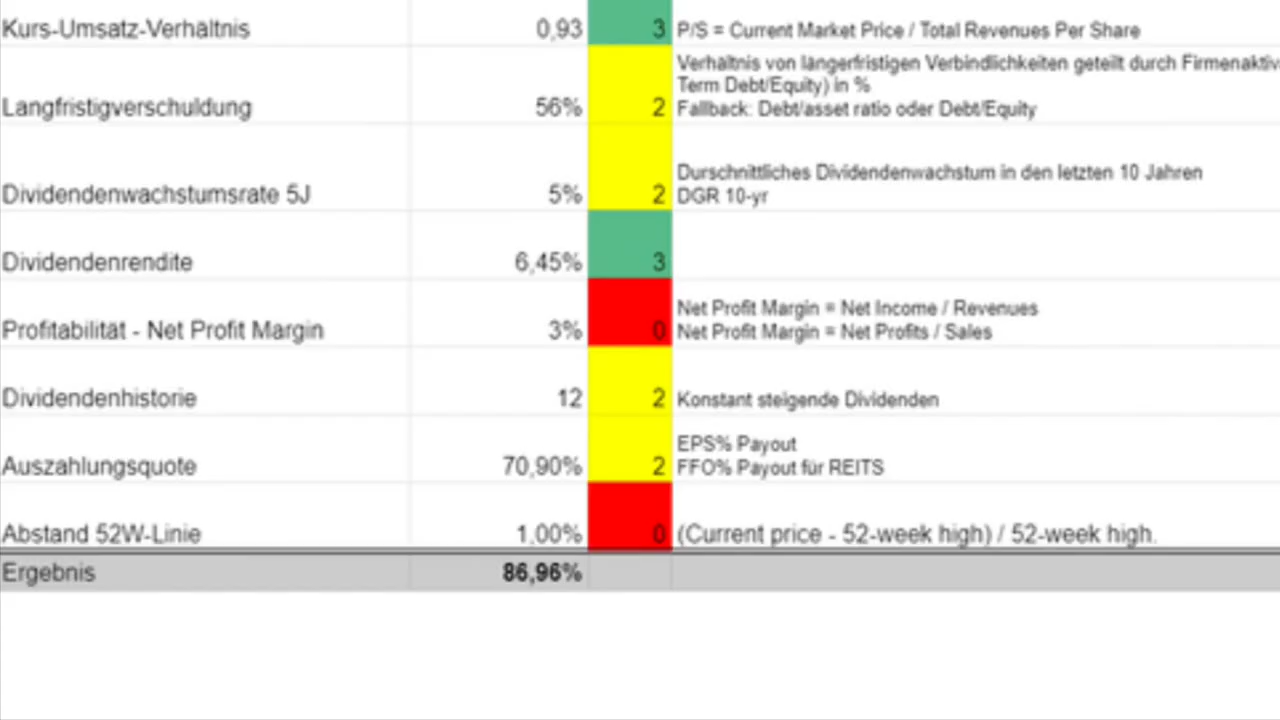 Kurs-Umsatz-Verhältnis 0,93 3 P/S = Current Market Price / Total Revenues Per Share
Verhältnis von längerfristigen Verbindlichkeiten geteilt durch
Term Debt/Equity) in %
Langfristigverschuldung 56% 2 Fallback: Debt/asset ratio oder Debt/Equity
Durschnittliches Dividendenwachstum in den letzten 10 Jahren
Dividendenwachstumsrate 5J 5% 2 DGR 10-yr
Dividendenrendite 6,45% 3
Net Profit Margin = Net Income / Revenues
Profitabilität - Net Profit Margin 3% 0 Net Profit Margin = Net Profits / Sales
Dividendenhistorie 12 2 Konstant steigende Dividenden
EPS% Payout
Auszahlungsquote 70,90% 2 FFO% Payout für REITS
Abstand 52W-Linie 1,00% 0 (Current price - 52-week high) / 52-week high.
Ergebnis 86,96%